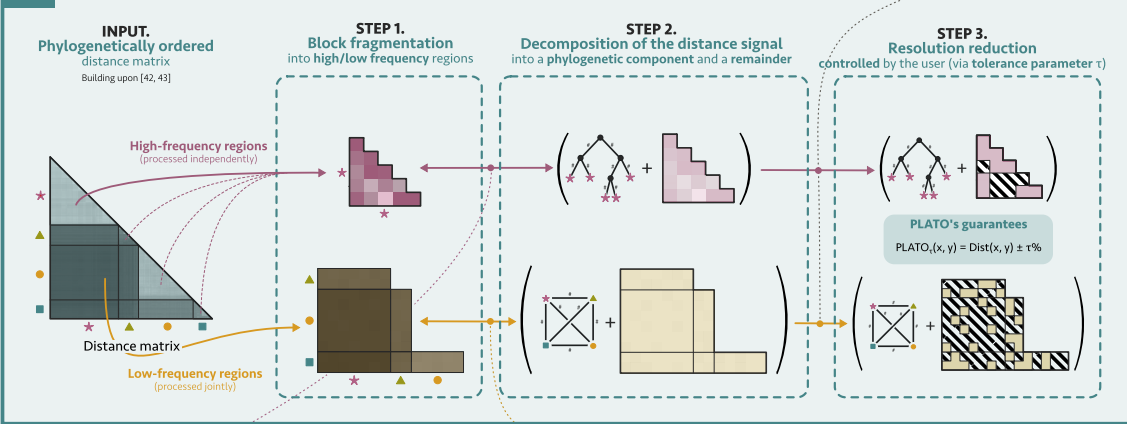 INPUT.
Phylogenetically ordered
distance matrix
Building upon [42, 43]
High-frequency regions
(processed independently)
Distance matrix
Low-frequency regions
(processed jointly)
STEP 1.
Block fragmentation
into high/low frequency regions
STEP 2.
Decomposition of the distance signal
into a phylogenetic component and a remainder
+
+
STEP 3.
Resolution reduction
controlled by the user (via tolerance parameter τ)
+
PLATO's guarantees
PLATOτ(x, y) = Dist(x, y) ± τ%
+